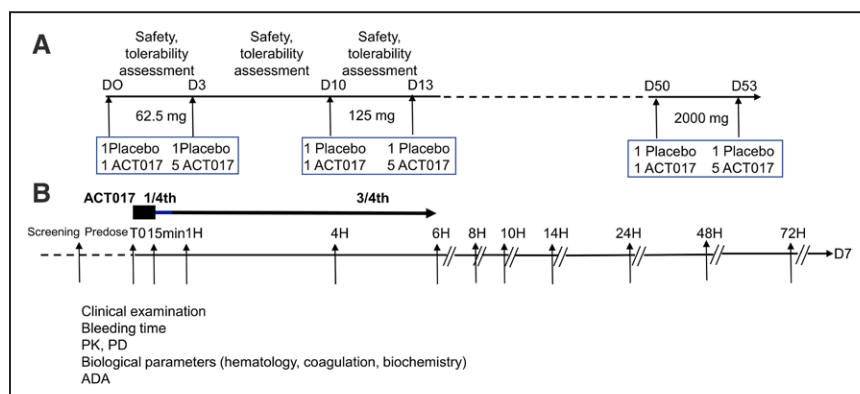 A
Safety, tolerability assessment
Safety, tolerability assessment
Safety, tolerability assessment
DO D3 D10 D13 D50 D53
62.5 mg 125 mg 2000 mg
1Placebo 1Placebo 1 Placebo 1 Placebo 1 Placebo 1 Placebo
1 ACT017 5 ACT017 1 ACT017 5 ACT017 1 ACT017 5 ACT017
B
ACT017 1/4th 3/4th
Screening Predose T0 15min 1H 4H 6H 8H 10H 14H 24H 48H 72H
D7
Clinical examination
Bleeding time
PK, PD
Biological parameters (hematology, coagulation, biochemistry)
ADA